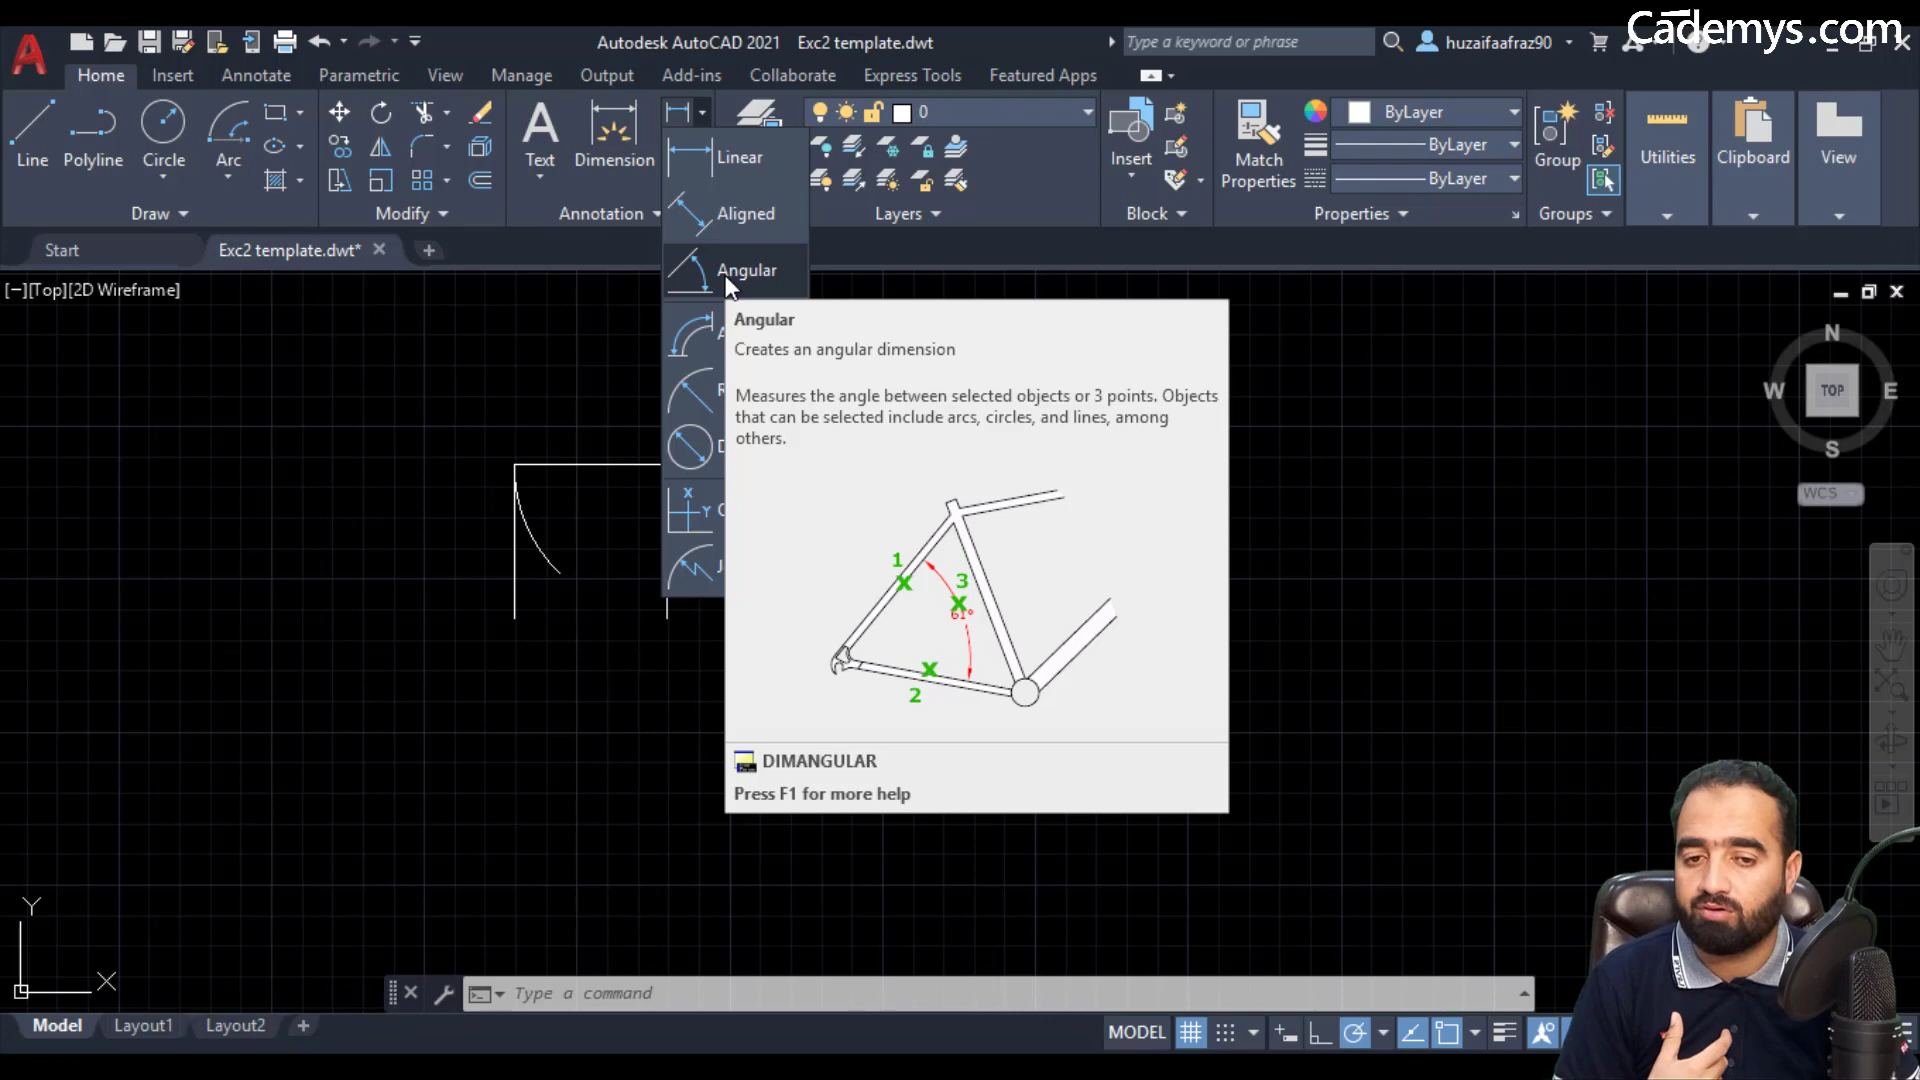 Cademys.com
Autodesk AutoCAD 2021 Exc2 template.dwt
Type a keyword or phrase
huzaifaafraz90
Home Insert Annotate Parametric View Manage Output Add-ins Collaborate Express Tools Featured Apps
Line Polyline Circle Arc
Text Dimension
Linear
0
Insert
Match Properties
ByLayer
ByLayer
ByLayer
Group
Utilities
Clipboard
View
Draw Modify Annotation
Aligned
Layers Block Properties Groups
Start Exc2 template.dwt*
Angular
[−][Top][2D Wireframe]
Angular
Creates an angular dimension
Measures the angle between selected objects or 3 points. Objects
that can be selected include arcs, circles, and lines, among
others.
1
3
61°
2
DIMANGULAR
Press F1 for more help
N
W TOP E
S
WCS
X
Y
Y
X
Type a command
Model Layout1 Layout2
MODEL